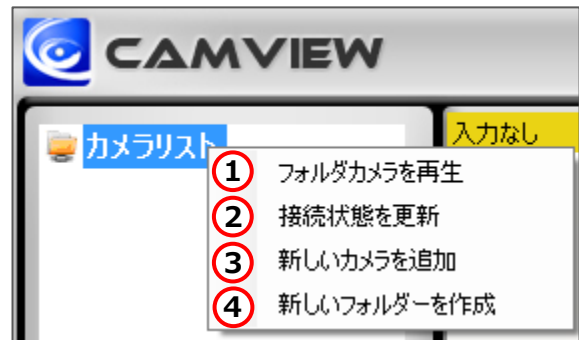 CAMVIEW
カメラリスト
入力なし
① フォルダカメラを再生
② 接続状態を更新
③ 新しいカメラを追加
④ 新しいフォルダーを作成